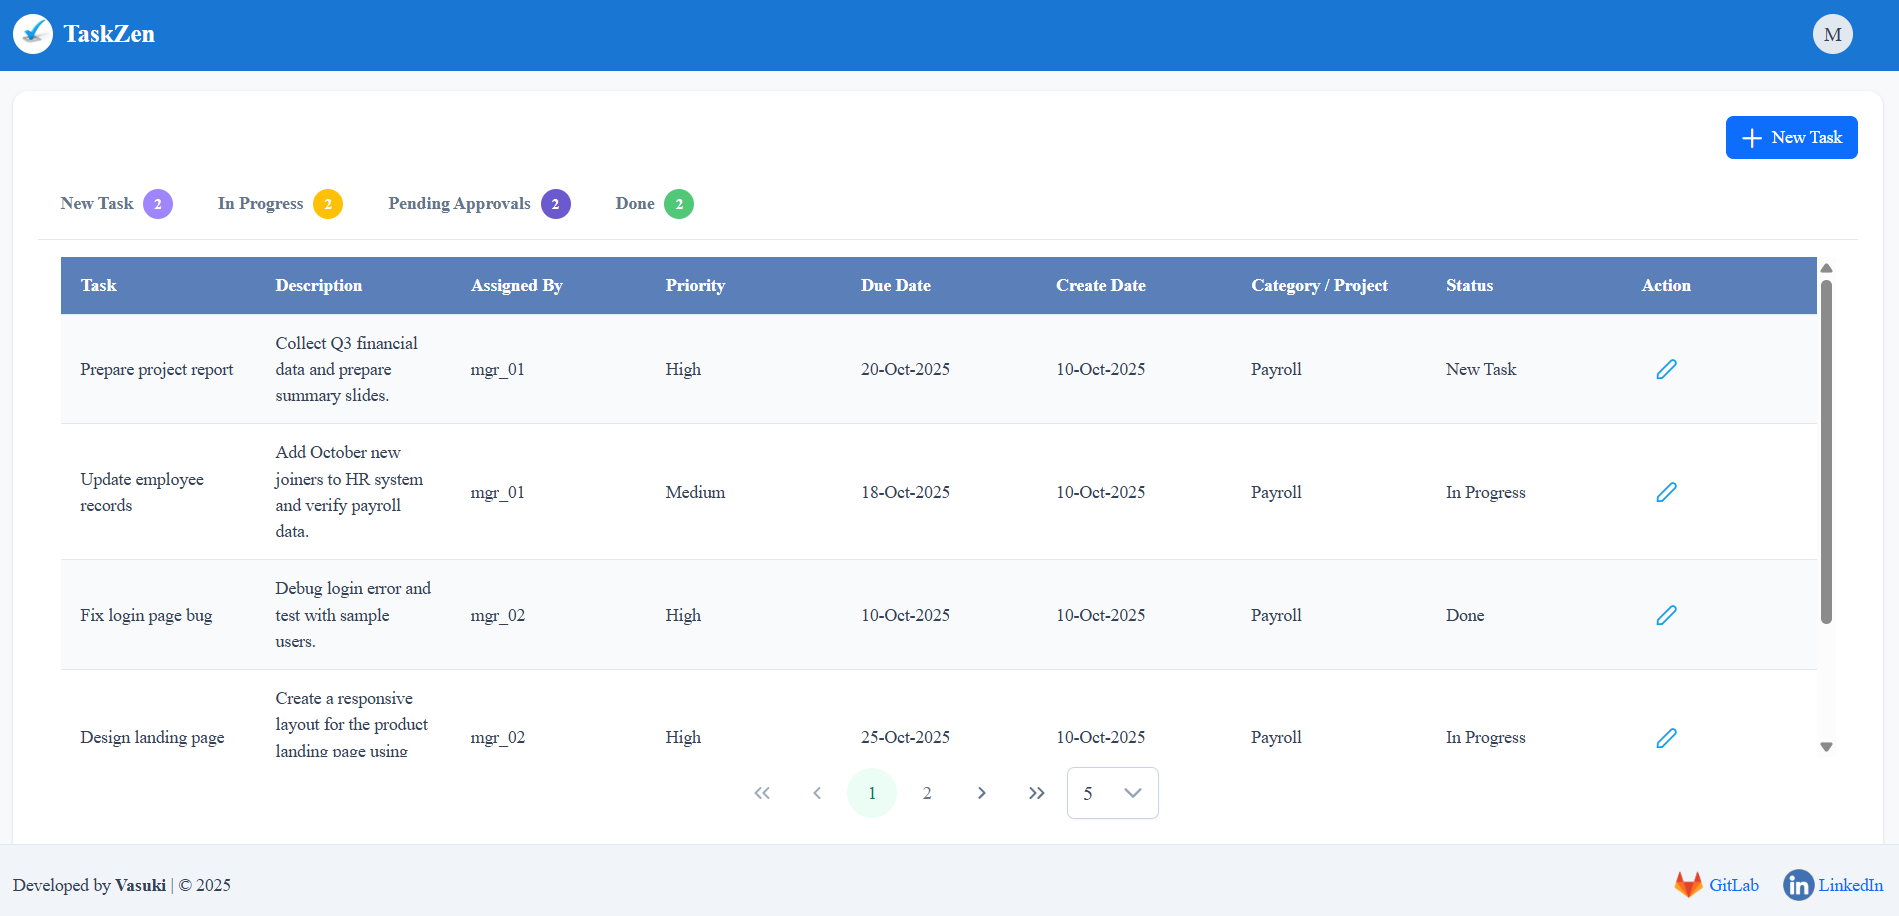 TaskZen
M
New Task
New Task 2 In Progress 2 Pending Approvals 2 Done 2
Task Description Assigned By Priority Due Date Create Date Category / Project Status Action
Collect Q3 financial
Prepare project report data and prepare mgr_01 High 20-Oct-2025 10-Oct-2025 Payroll New Task
summary slides.
Add October new
Update employee joiners to HR system
mgr_01 Medium 18-Oct-2025 10-Oct-2025 Payroll In Progress
records and verify payroll
data.
Debug login error and
Fix login page bug test with sample mgr_02 High 10-Oct-2025 10-Oct-2025 Payroll Done
users.
Create a responsive
layout for the product
Design landing page mgr_02 High 25-Oct-2025 10-Oct-2025 Payroll In Progress
landing page using
1 2 5
Developed by Vasuki | © 2025
GitLab in LinkedIn